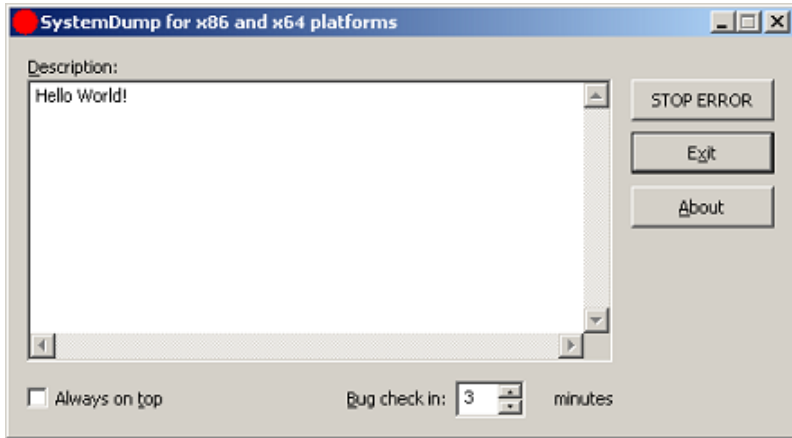 SystemDump for x86 and x64 platforms
Description:
Hello World!
STOP ERROR
Exit
About
Always on top
Bug check in: 3 minutes